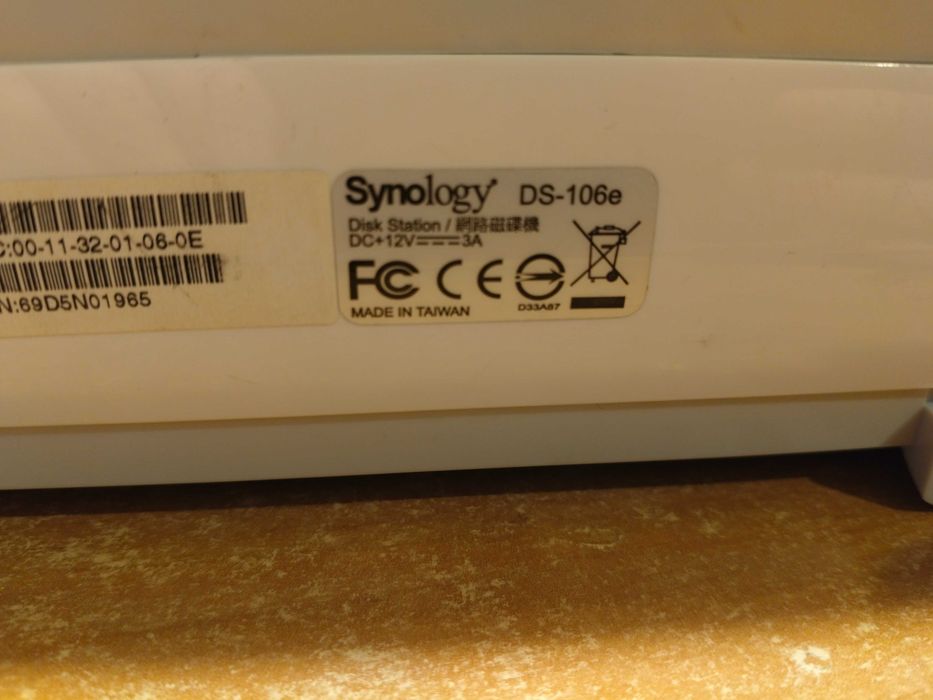 C:00-11-32-01-06-0E
N:69D5N01965
Synology DS-106e
Disk Station / 網路磁碟機
DC+12V 3A
FC CE
MADE IN TAIWAN D33A87